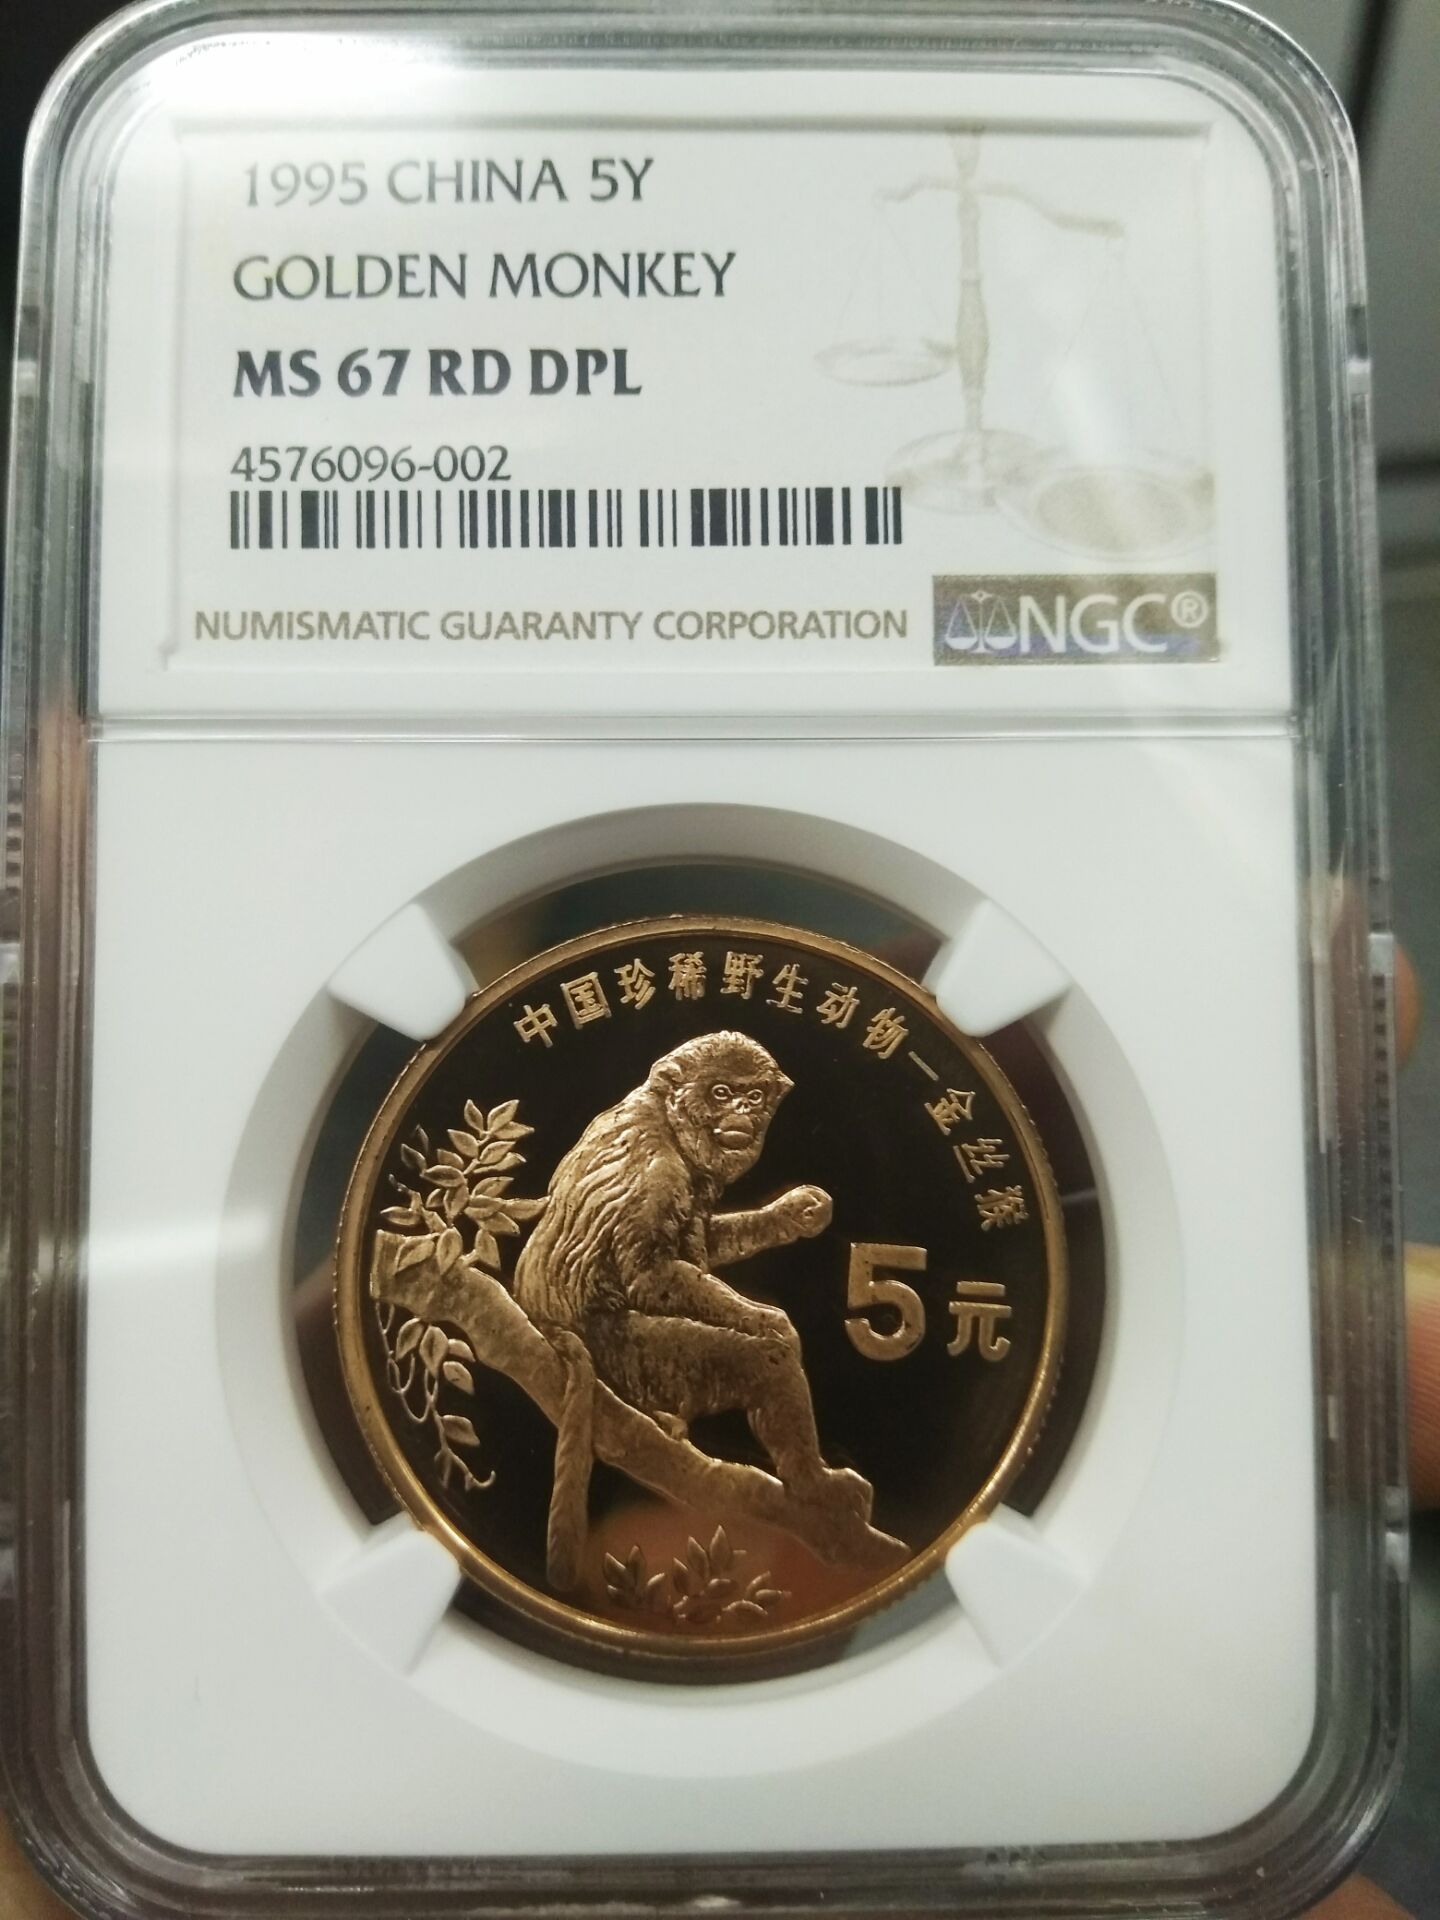 1995 CHINA 5Y
GOLDEN MONKEY
MS 67 RD DPL
4576096-002
NUMISMATIC GUARANTY CORPORATION
NGC®
中国珍稀野生动物—金丝猴
5元